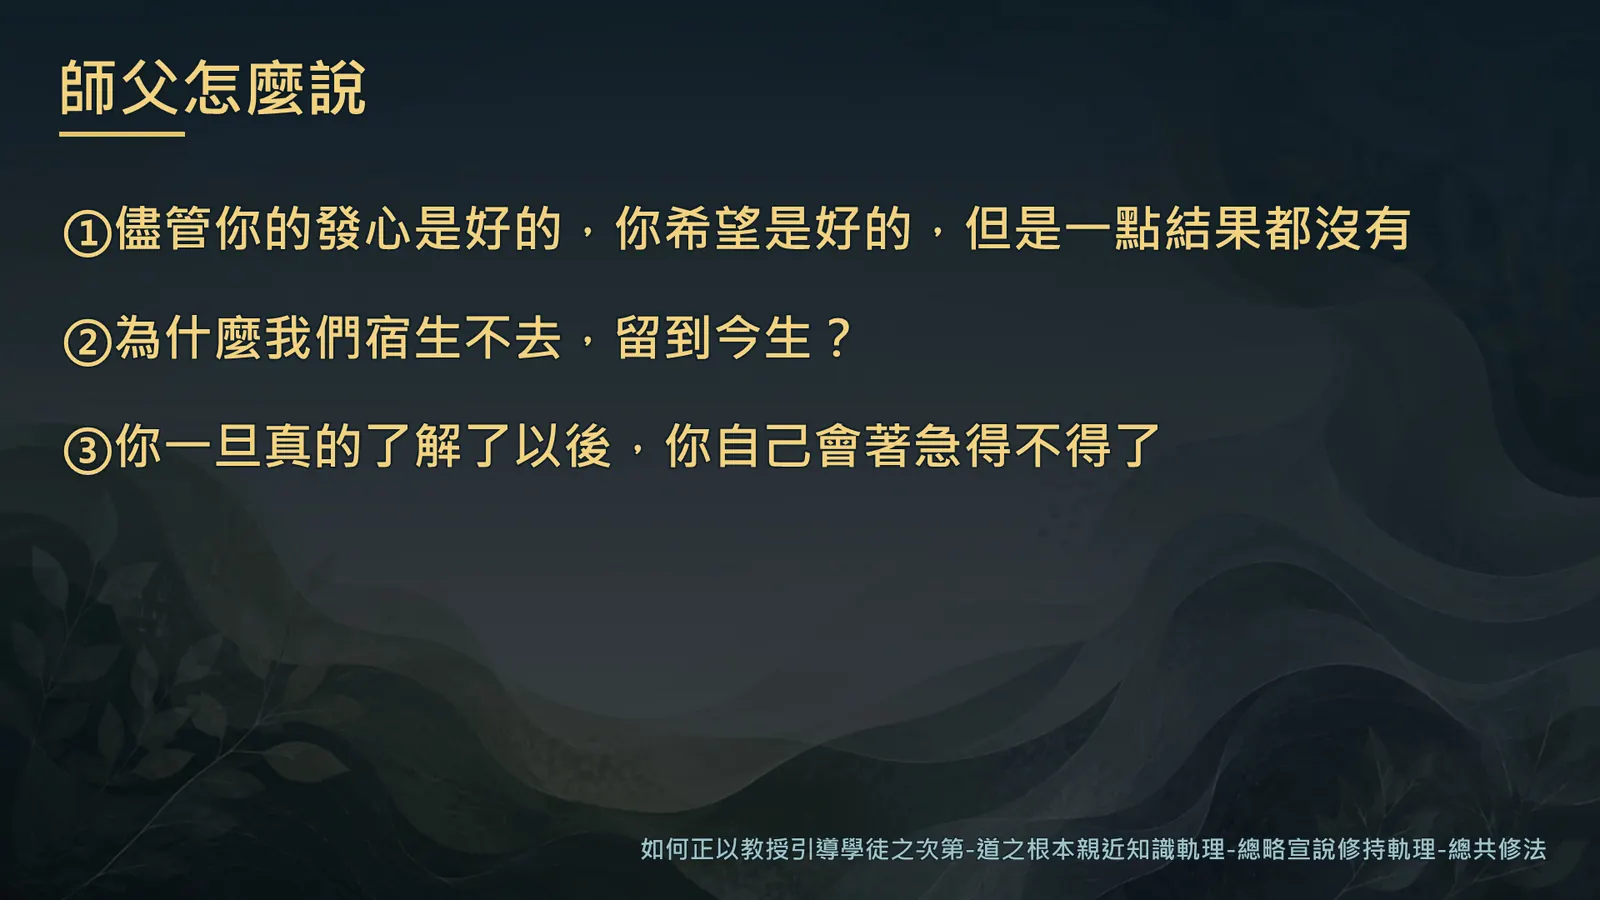 師父怎麼說
①儘管你的發心是好的，你希望是好的，但是一點結果都沒有
②為什麼我們宿生不去，留到今生？
③你一旦真的了解了以後，你自己會著急得不得了
如何正以教授引導學徒之次第-道之根本親近知識軌理-總略宣說修持軌理-總共修法